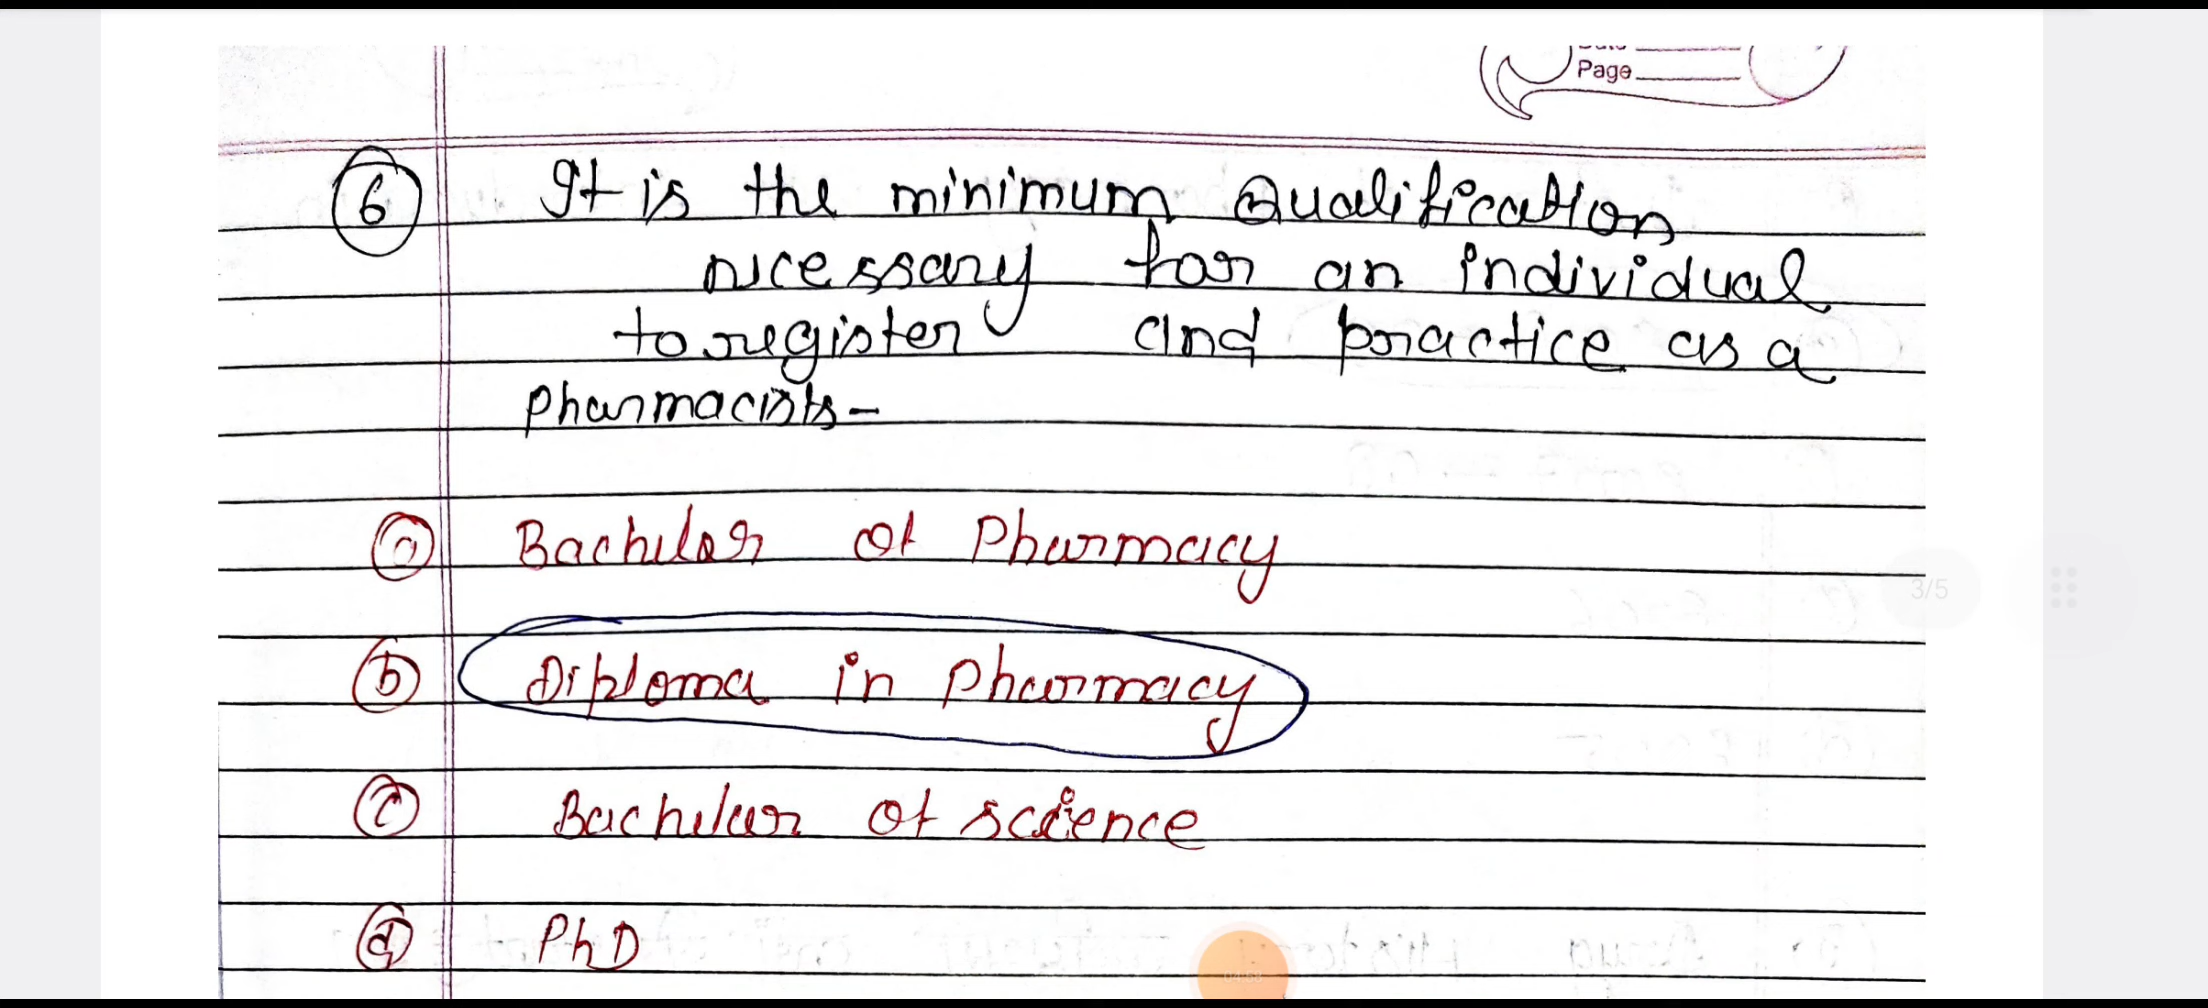 Page
6 It is the minimum Qualification
necessary for an individual
to register and practice as a
pharmacists-
a Bachelor of Pharmacy
b Diploma in pharmacy
c Bachelor of science
d PhD
3/5